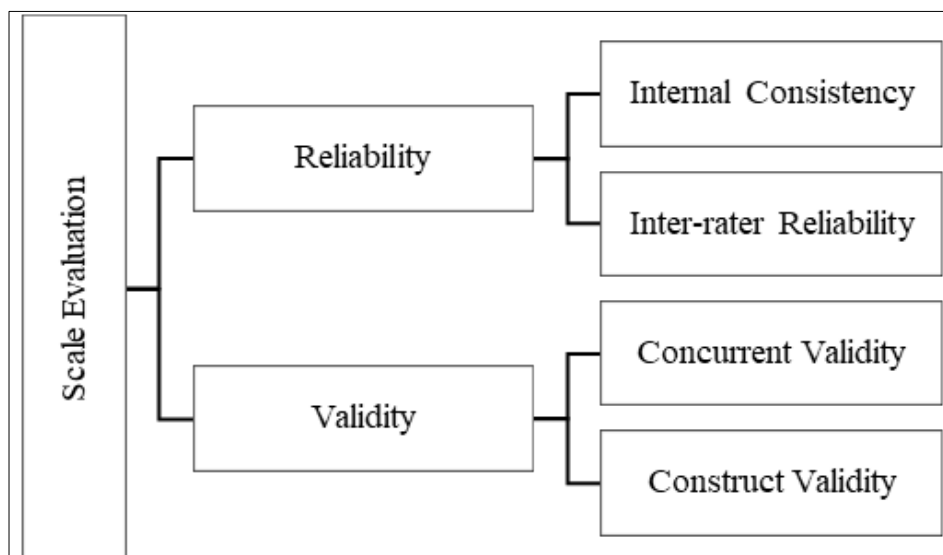 Scale Evaluation
Reliability
Internal Consistency
Inter-rater Reliability
Validity
Concurrent Validity
Construct Validity